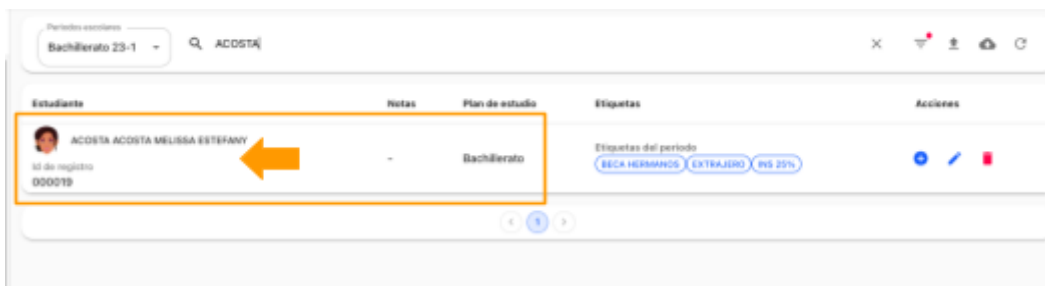 Periodos escolares
Bachillerato 23-1 ACOSTA
Estudiante Notas Plan de estudio Etiquetas Acciones
ACOSTA ACOSTA MELISSA ESTEFANY
Id de registro
000019
- Bachillerato
Etiquetas del periodo
BECA HERMANOS EXTRAJERO INS 25%
1